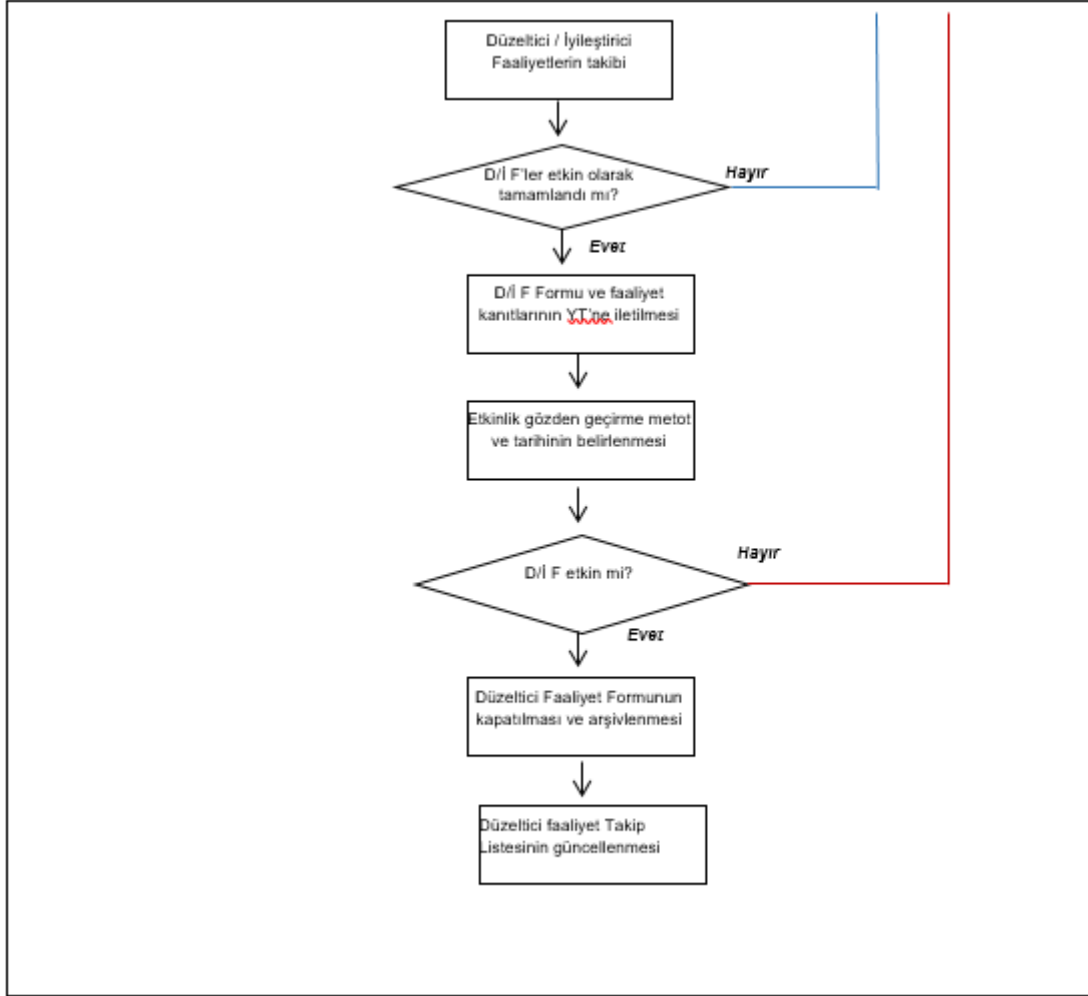 Düzeltici / İyileştirici
Faaliyetlerin takibi
D/İ F'ler etkin olarak
tamamlandı mı?
Hayır
Evet
D/İ F Formu ve faaliyet
kanıtlarının YT'ne iletilmesi
Etkinlik gözden geçirme metot
ve tarihinin belirlenmesi
Hayır
D/İ F etkin mi?
Evet
Düzeltici Faaliyet Formunun
kapatılması ve arşivlenmesi
Düzeltici faaliyet Takip
Listesinin güncellenmesi